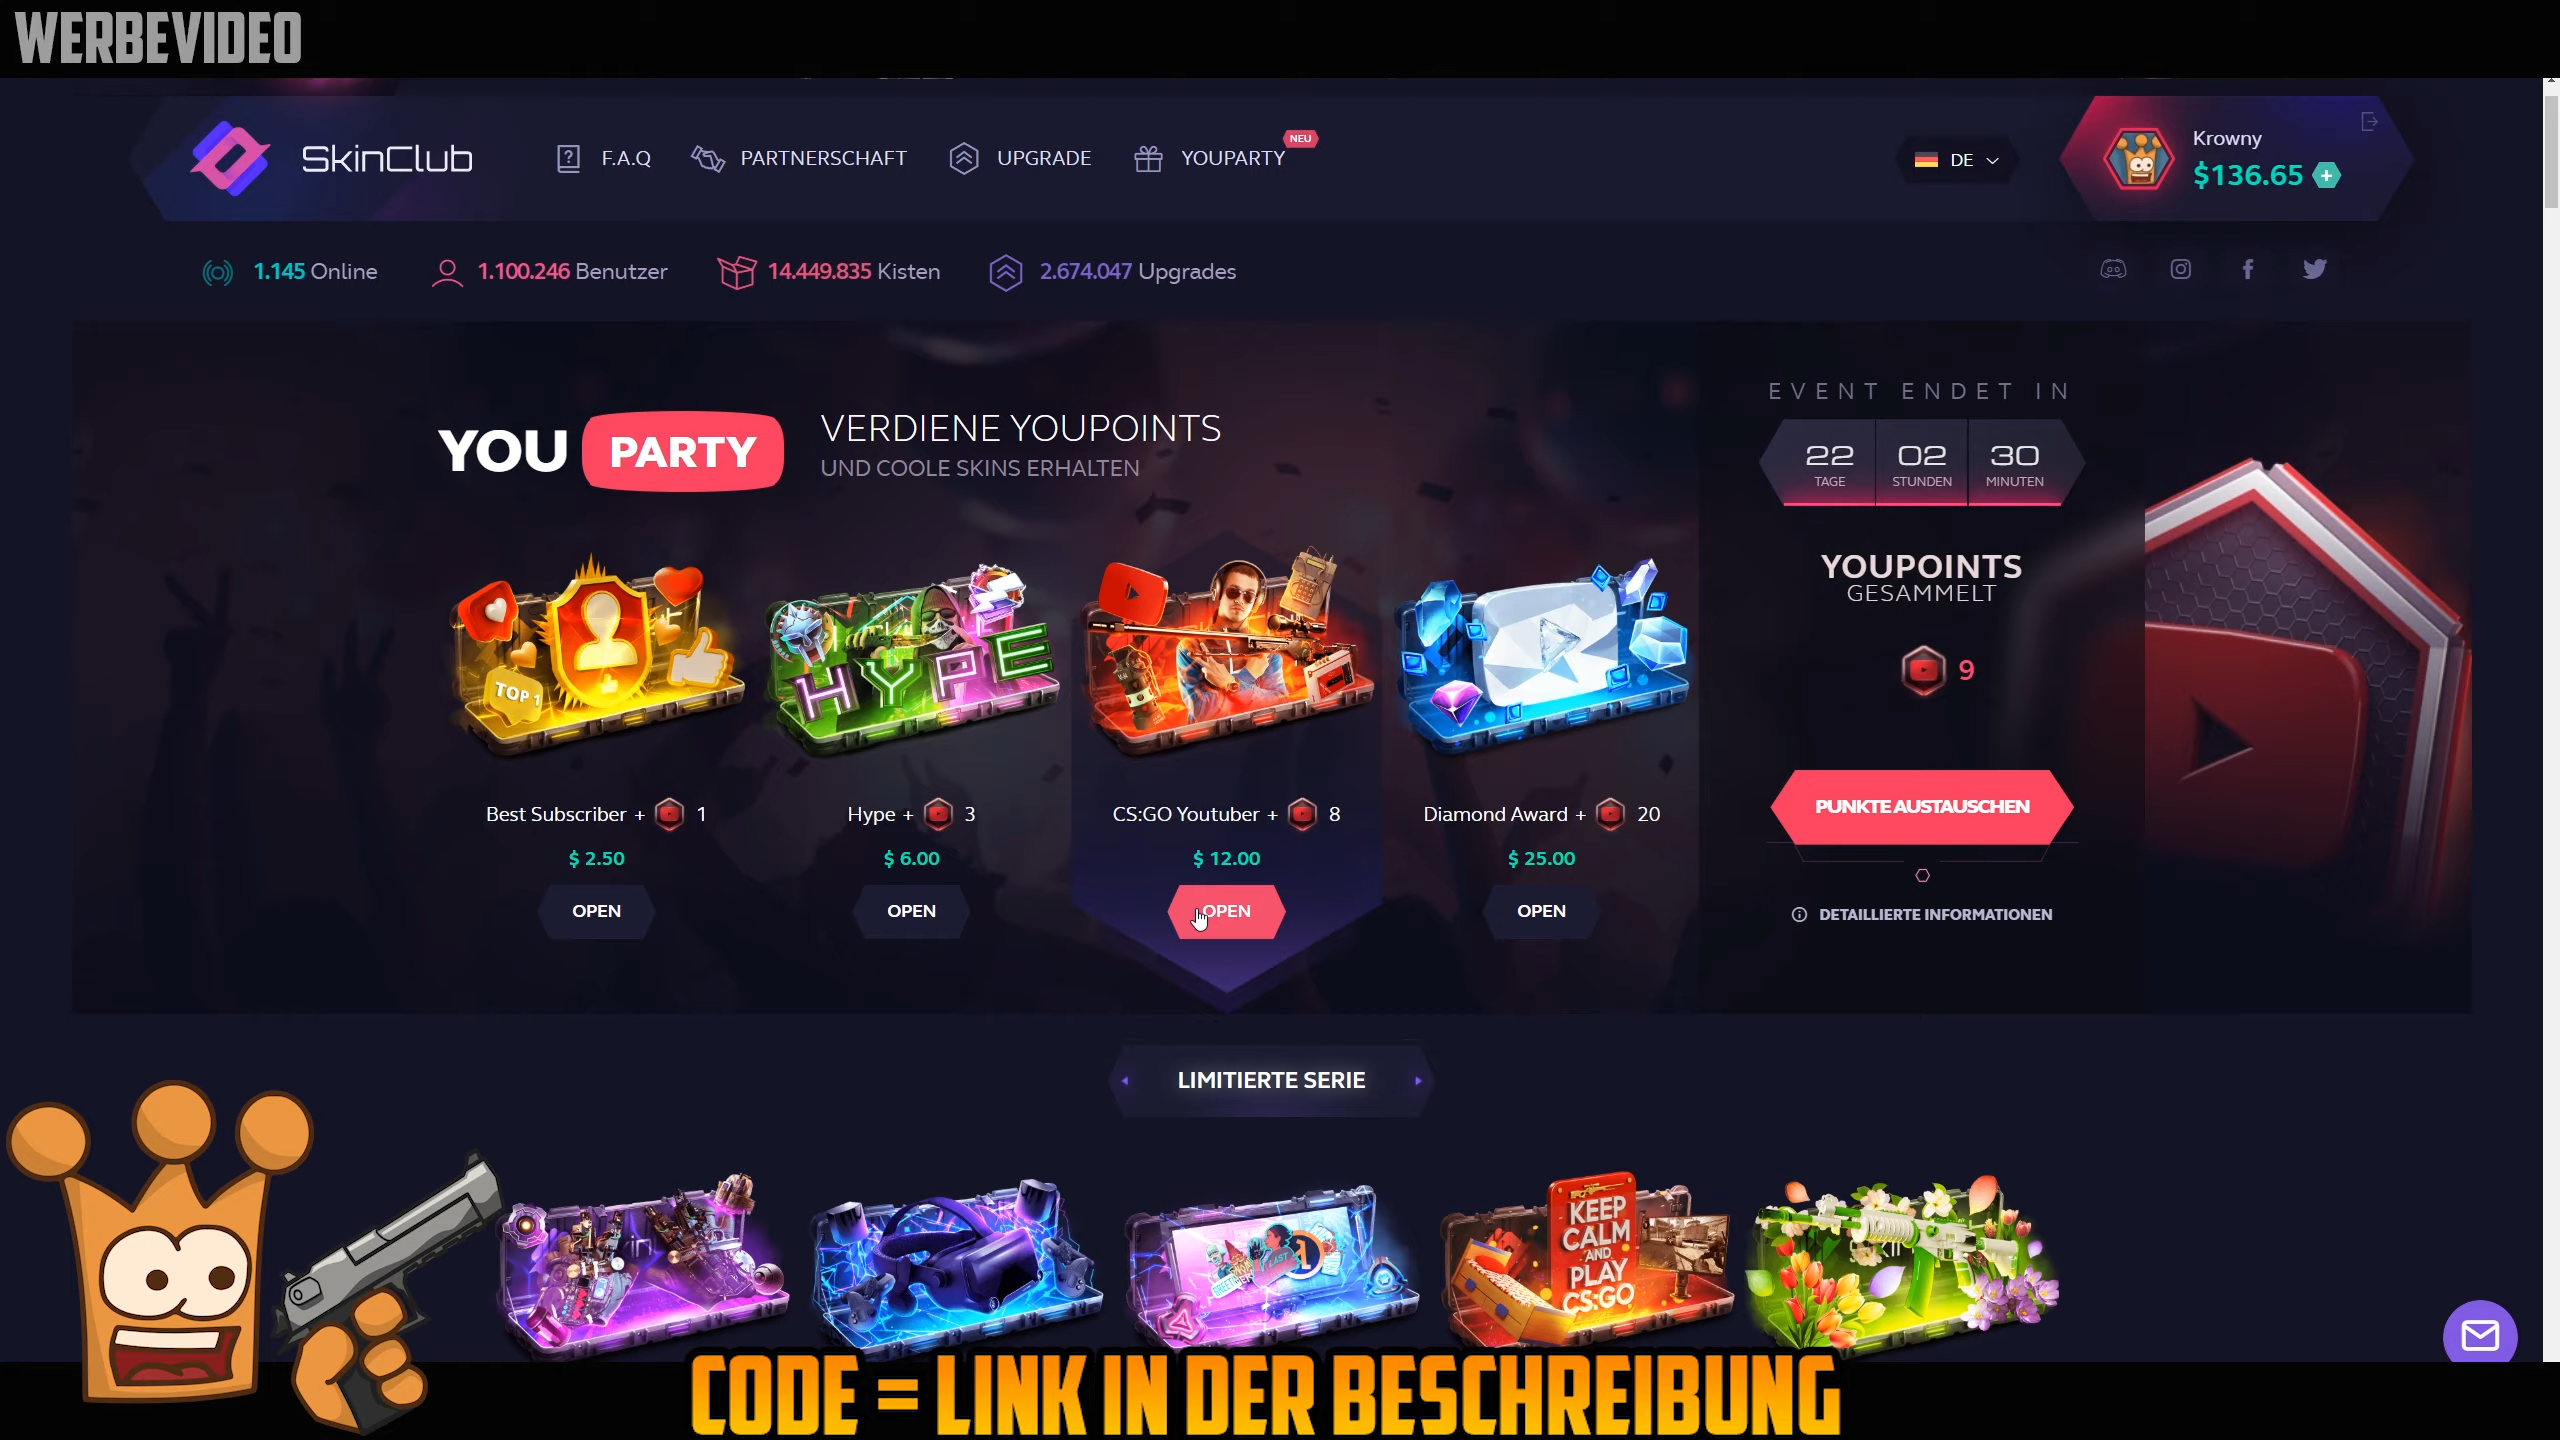 WERBEVIDEO
SkinClub
F.A.Q
PARTNERSCHAFT
UPGRADE
YOUPARTY
NEU
DE
Krowny
$136.65
1.145 Online
1.100.246 Benutzer
14.449.835 Kisten
2.674.047 Upgrades
YOU PARTY
VERDIENE YOUPOINTS
UND COOLE SKINS ERHALTEN
EVENT ENDET IN
22 02 30
TAGE STUNDEN MINUTEN
YOUPOINTS
GESAMMELT
9
PUNKTE AUSTAUSCHEN
DETAILLIERTE INFORMATIONEN
TOP 1
HYPE
Best Subscriber + 1
$ 2.50
OPEN
Hype + 3
$ 6.00
OPEN
CS:GO Youtuber + 8
$ 12.00
OPEN
Diamond Award + 20
$ 25.00
OPEN
LIMITIERTE SERIE
KEEP
CALM
AND
PLAY
CS:GO
CODE = LINK IN DER BESCHREIBUNG